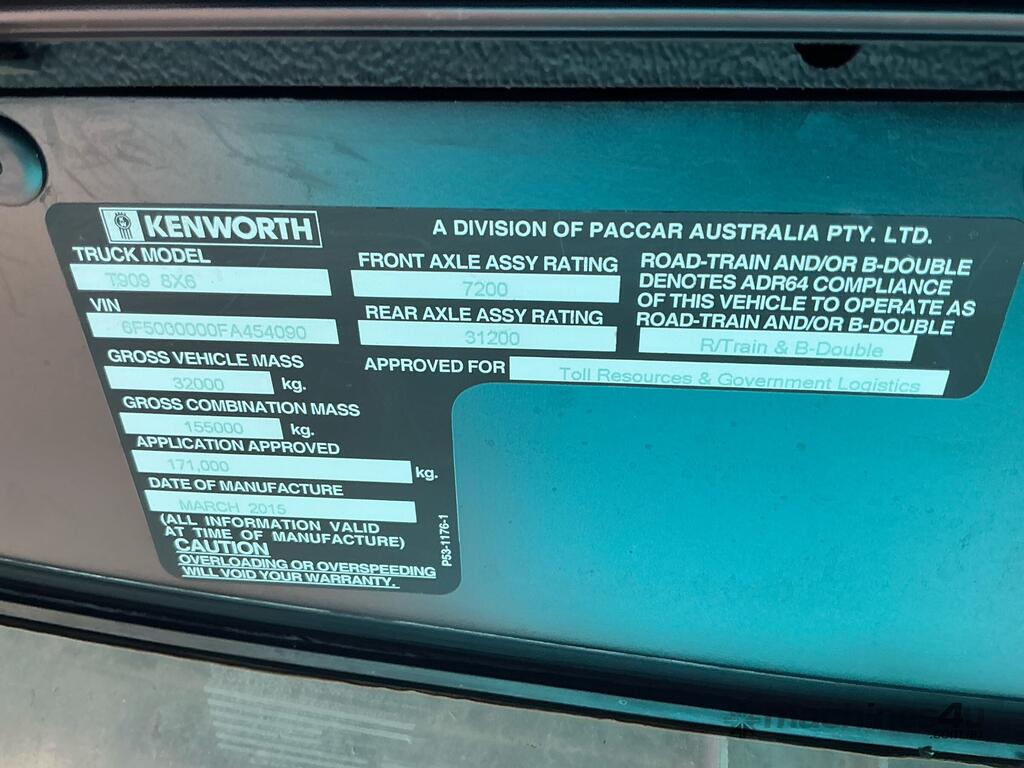 KENWORTH
A DIVISION OF PACCAR AUSTRALIA PTY. LTD.
TRUCK MODEL
T909 8X6
VIN
6F5000000FA454090
GROSS VEHICLE MASS
32000 kg.
GROSS COMBINATION MASS
155000 kg.
APPLICATION APPROVED
171,000 kg.
DATE OF MANUFACTURE
MARCH 2015
(ALL INFORMATION VALID
AT TIME OF MANUFACTURE)
CAUTION
OVERLOADING OR OVERSPEEDING
WILL VOID YOUR WARRANTY.
P53-1176-1
FRONT AXLE ASSY RATING
7200
REAR AXLE ASSY RATING
31200
ROAD-TRAIN AND/OR B-DOUBLE
DENOTES ADR64 COMPLIANCE
OF THIS VEHICLE TO OPERATE AS
ROAD-TRAIN AND/OR B-DOUBLE
R/Train & B-Double
APPROVED FOR Toll Resources & Government Logistics
machines4u
.com.au